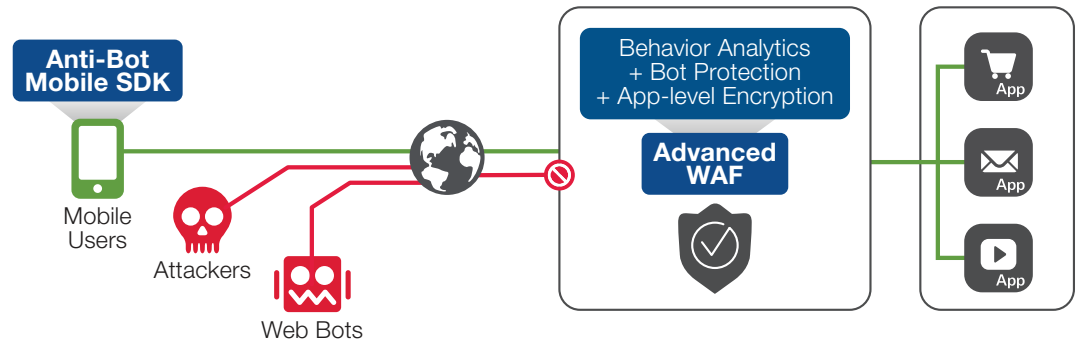 Anti-Bot
Mobile SDK
Mobile
Users
Attackers
Web Bots
Behavior Analytics
+ Bot Protection
+ App-level Encryption
Advanced
WAF
App
App
App